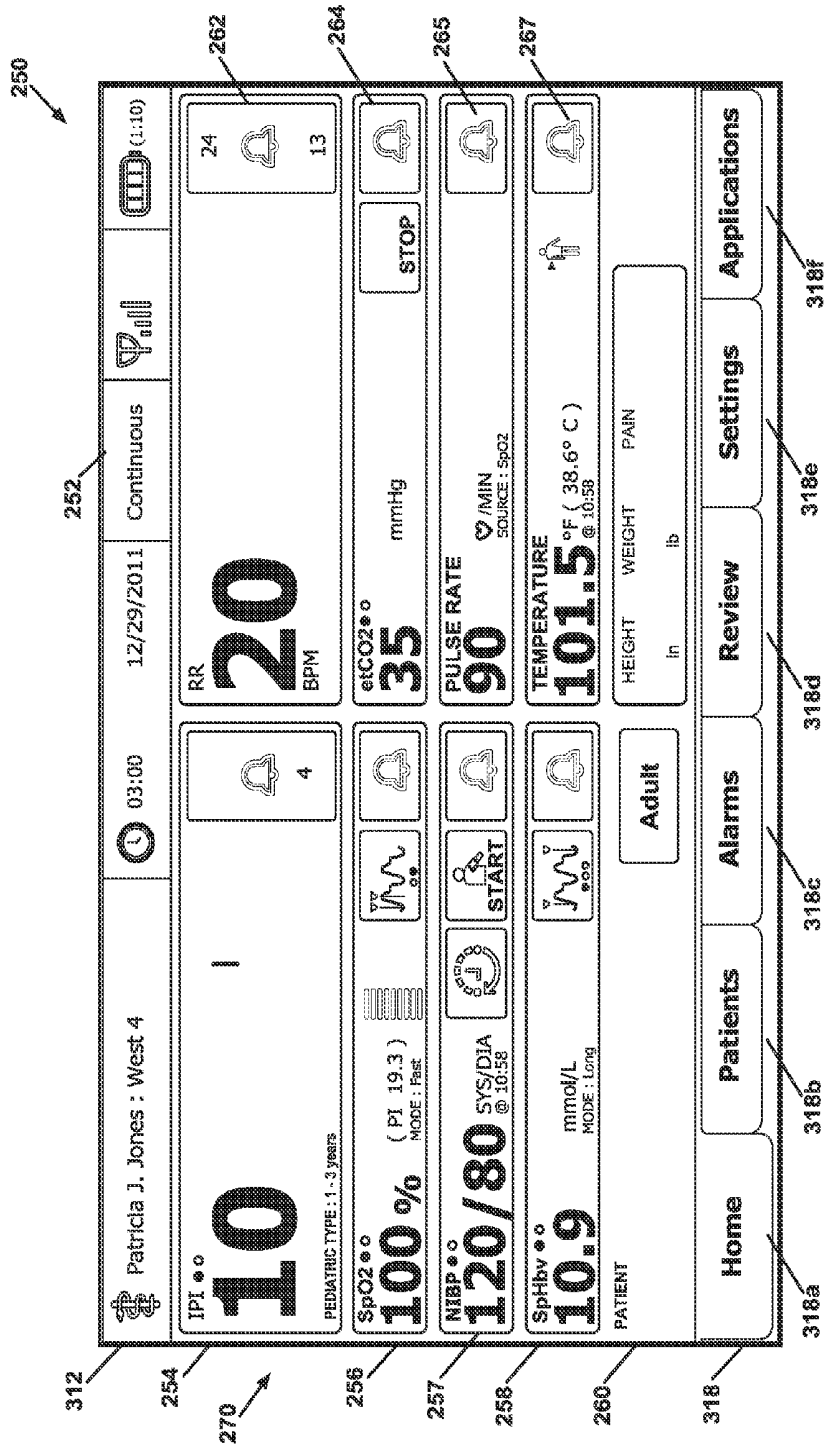 250
252
312
Patricia J. Jones : West 4
03:00
12/29/2011
Continuous
(1:10)
254
IPI
10
PEDIATRIC TYPE : 1 - 3 years
4
RR
20
BPM
24
13
262
270
256
SpO2
100 %
( PI 19.3 )
MODE : Fast
etCO2
35
mmHg
STOP
264
257
NIBP
120/80
SYS/DIA
@ 10:58
START
PULSE RATE
90
/MIN
SOURCE : SpO2
265
258
SpHbv
10.9
mmol/L
MODE : Long
TEMPERATURE
101.5
°F ( 38.6° C )
@ 10:58
267
260
PATIENT
Adult
HEIGHT WEIGHT PAIN
in lb
318
Home Patients Alarms Review Settings Applications
318a 318b 318c 318d 318e 318f